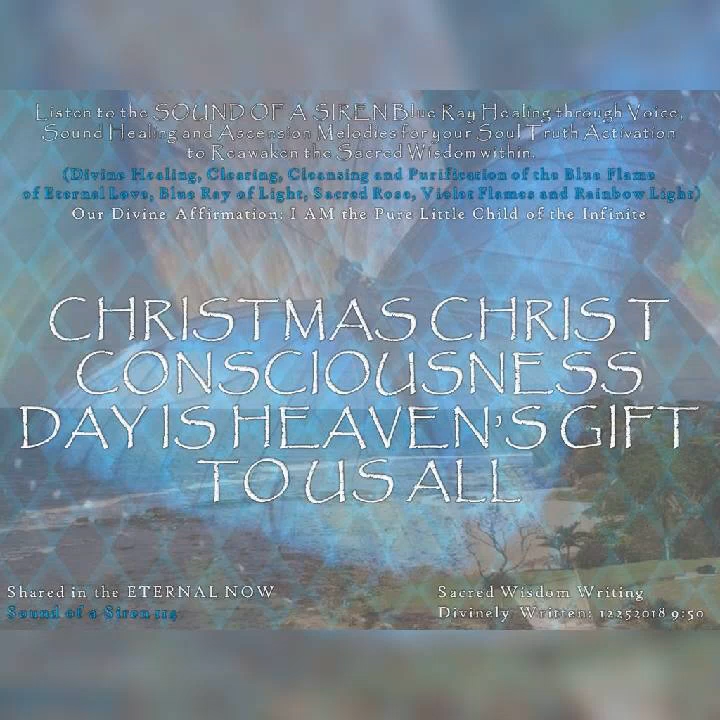 Listen to the SOUND OF A SIREN Blue Ray Healing through Voice,
Sound Healing and Ascension Melodies for your Soul Truth Activation
to Reawaken the Sacred Wisdom within.
(Divine Healing, Clearing, Cleansing and Purification of the Blue Flame
of Eternal Love, Blue Ray of Light, Sacred Rose, Violet Flames and Rainbow Light)
Our Divine Affirmation: I AM the Pure Little Child of the Infinite
CHRISTMAS CHRIST
CONSCIOUSNESS
DAY IS HEAVEN'S GIFT
TO US ALL
Shared in the ETERNAL NOW
Sound of a Siren 115
Sacred Wisdom Writing
Divinely Written: 12252018 9:50